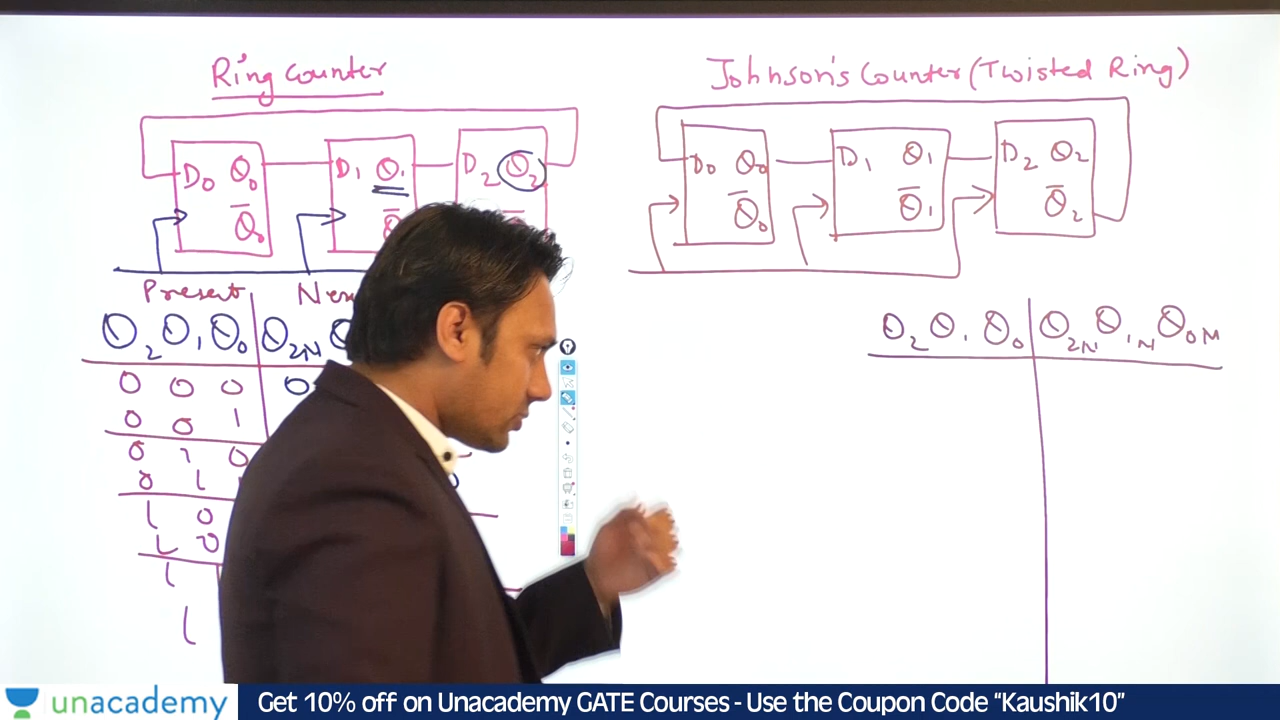 Ring Counter
D0 Q0 D1 Q1 D2 Q2
Q̅0
Present
Q2 Q1 Q0 Q2N
0 0 0 0
0 0 1
0 1 0
0 1
1 0
1 0
1 1
1
Johnson's Counter (Twisted Ring)
D0 Q0 D1 Q1 D2 Q2
Q̅0 Q̅1 Q̅2
Q2 Q1 Q0 Q2N Q1N Q0N
unacademy
Get 10% off on Unacademy GATE Courses - Use the Coupon Code “Kaushik10”